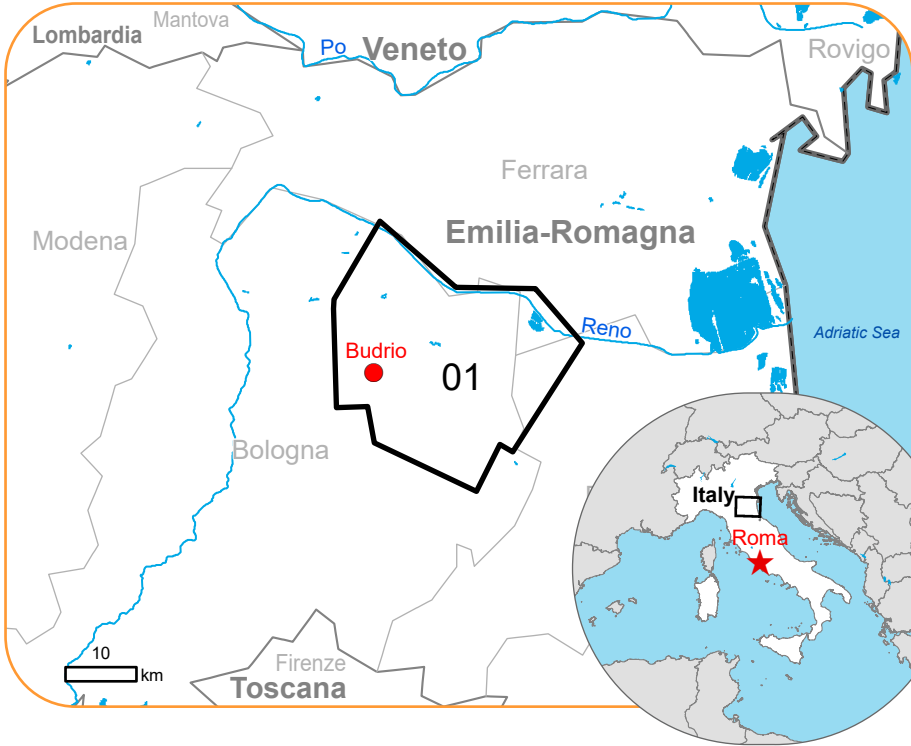 Mantova
Lombardia
Po
Veneto
Rovigo
Ferrara
Modena
Emilia-Romagna
Reno
Adriatic Sea
Budrio
01
Bologna
Italy
Roma
10
km
Firenze
Toscana